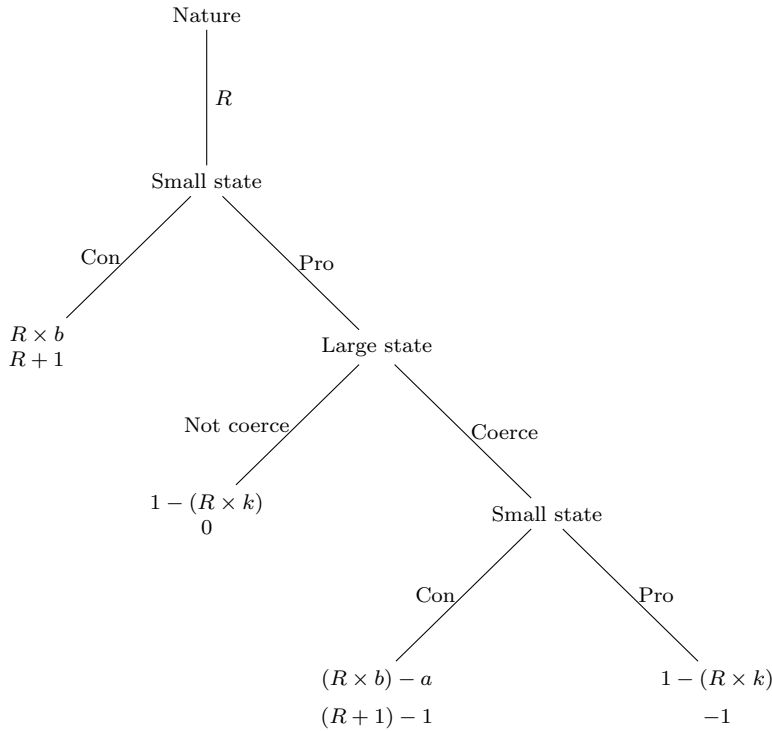 Nature
R
Small state
Con
Pro
R × b
R + 1
Large state
Not coerce
Coerce
1 − (R × k)
0
Small state
Con
Pro
(R × b) − a
1 − (R × k)
(R + 1) − 1
−1